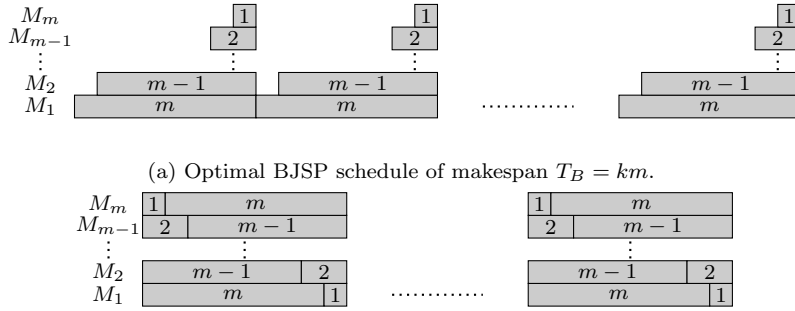 M_m 1 1 1
M_{m−1} 2 2 2
⋮ ⋮ ⋮ ⋮
M_2 m − 1 m − 1 m − 1
M_1 m m ............ m
(a) Optimal BJSP schedule of makespan T_B = km.
M_m 1 m 1 m
M_{m−1} 2 m − 1 2 m − 1
⋮ ⋮ ⋮
M_2 m − 1 2 m − 1 2
M_1 m 1 ............ m 1